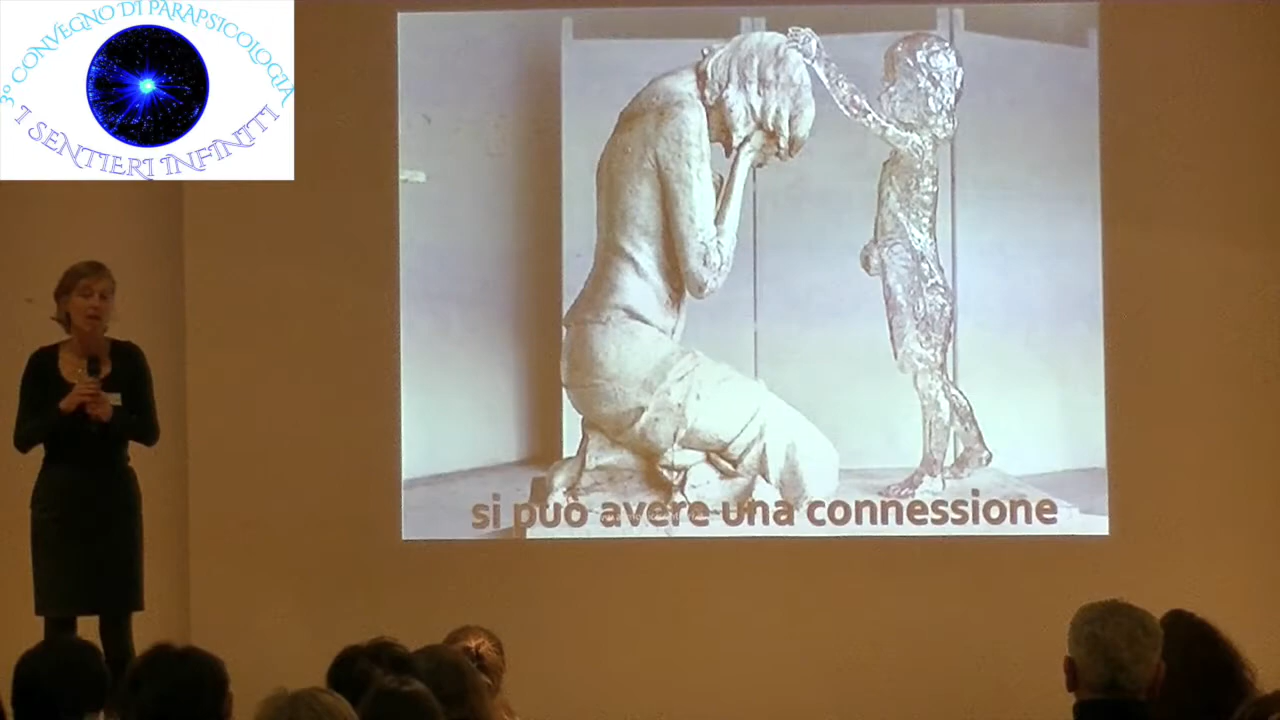 3° CONVEGNO DI PARAPSICOLOGIA
I SENTIERI INFINITI
si può avere una connessione